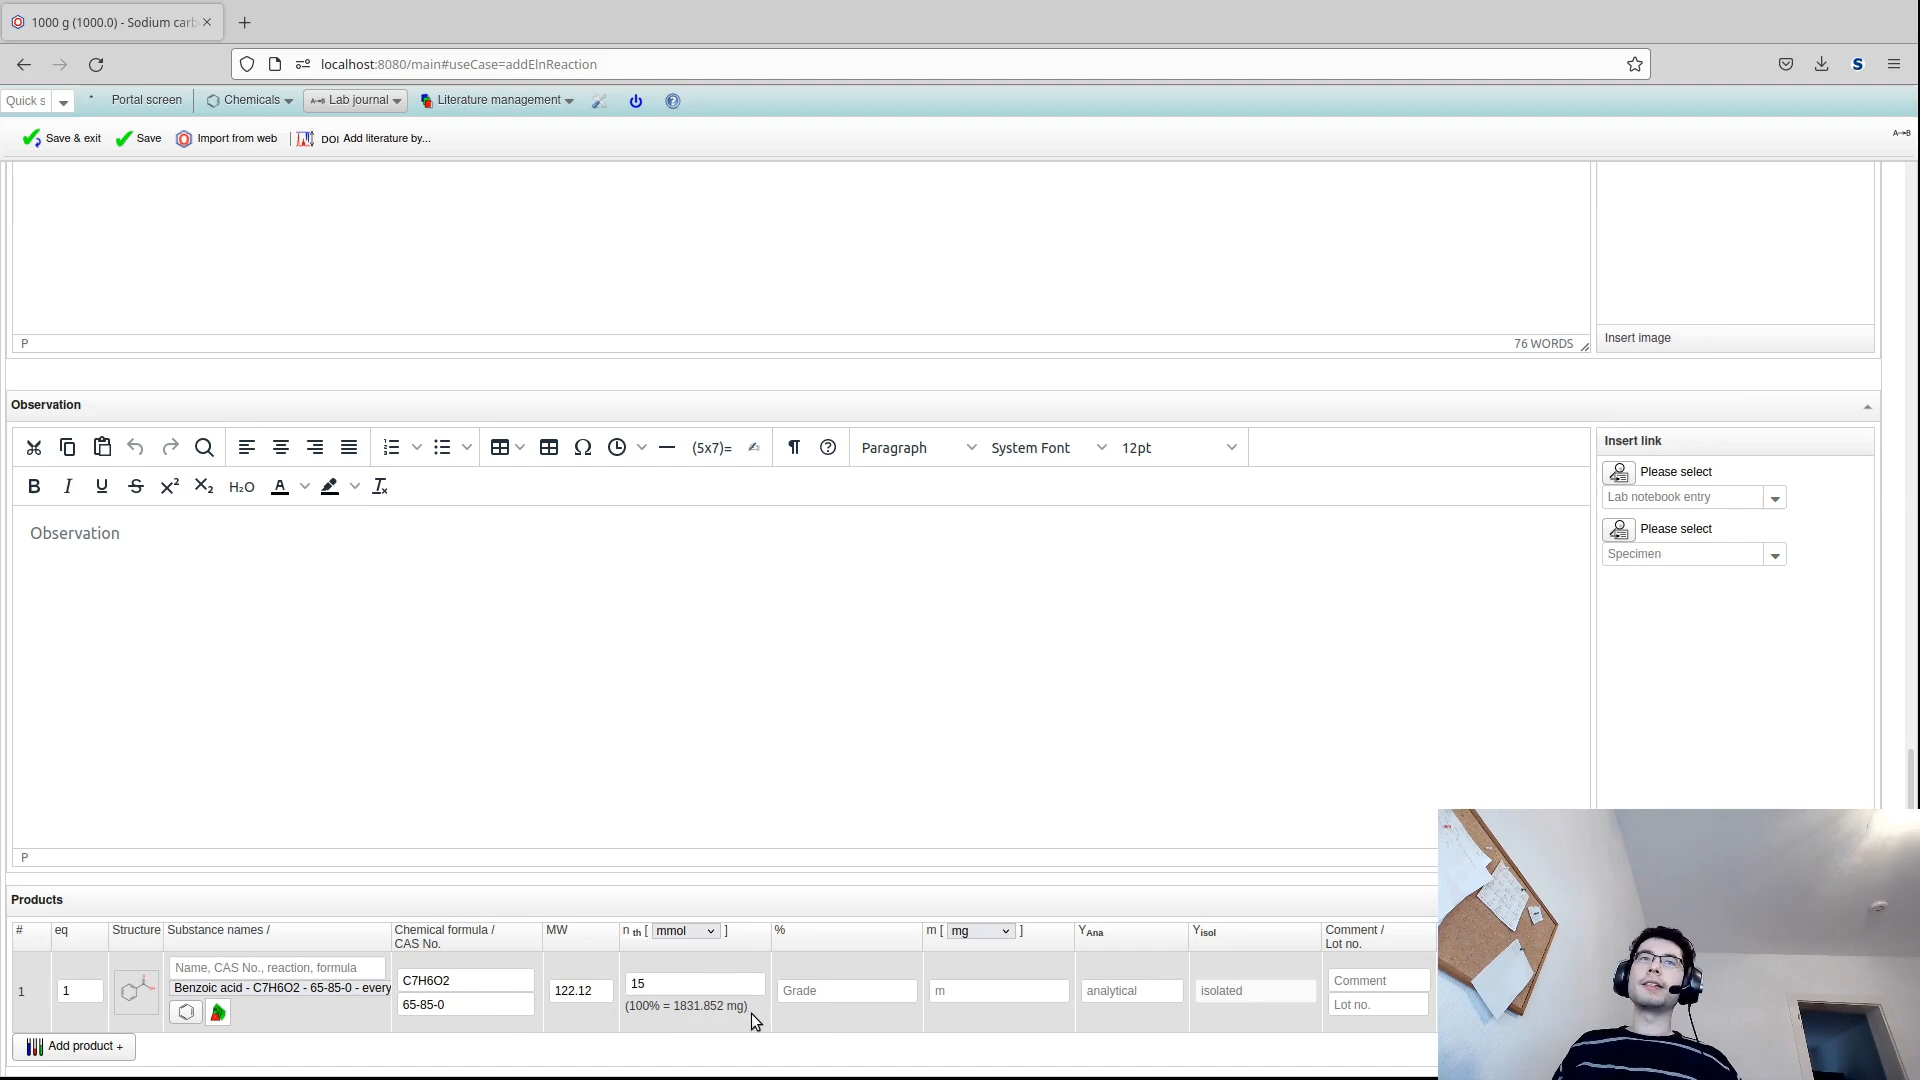 1000 g (1000.0) - Sodium carb
localhost:8080/main#useCase=addElnReaction
Quick s
Portal screen
Chemicals
A→B Lab journal
Literature management
Save & exit
Save
Import from web
DOI Add literature by...
A→B
P
76 WORDS
Insert image
Observation
(5x7)=
Paragraph
System Font
12pt
Insert link
B I U S X² X₂ H₂O A
Please select
Lab notebook entry
Please select
Specimen
Observation
P
Products
# eq Structure Substance names / Chemical formula / CAS No. MW n th [ mmol ] % m [ mg ] YAna Yisol Comment / Lot no.
1
1
Name, CAS No., reaction, formula
Benzoic acid - C7H6O2 - 65-85-0 - every
C7H6O2
65-85-0
122.12
15
(100% = 1831.852 mg)
Grade
m
analytical
isolated
Comment
Lot no.
Add product +